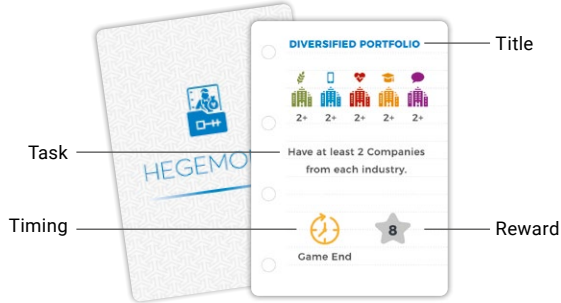 DIVERSIFIED PORTFOLIO
Title
2+ 2+ 2+ 2+ 2+
Task
Have at least 2 Companies
from each industry.
HEGEMO
Timing
8
Reward
Game End